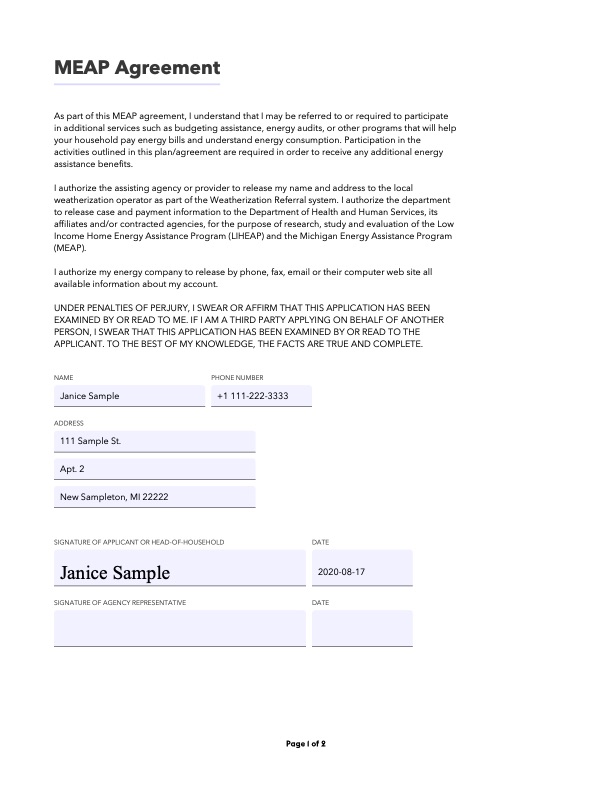 MEAP Agreement
As part of this MEAP agreement, I understand that I may be referred to or required to participate
in additional services such as budgeting assistance, energy audits, or other programs that will help
your household pay energy bills and understand energy consumption. Participation in the
activities outlined in this plan/agreement are required in order to receive any additional energy
assistance benefits.
I authorize the assisting agency or provider to release my name and address to the local
weatherization operator as part of the Weatherization Referral system. I authorize the department
to release case and payment information to the Department of Health and Human Services, its
affiliates and/or contracted agencies, for the purpose of research, study and evaluation of the Low
Income Home Energy Assistance Program (LIHEAP) and the Michigan Energy Assistance Program
(MEAP).
I authorize my energy company to release by phone, fax, email or their computer web site all
available information about my account.
UNDER PENALTIES OF PERJURY, I SWEAR OR AFFIRM THAT THIS APPLICATION HAS BEEN
EXAMINED BY OR READ TO ME. IF I AM A THIRD PARTY APPLYING ON BEHALF OF ANOTHER
PERSON, I SWEAR THAT THIS APPLICATION HAS BEEN EXAMINED BY OR READ TO THE
APPLICANT. TO THE BEST OF MY KNOWLEDGE, THE FACTS ARE TRUE AND COMPLETE.
NAME PHONE NUMBER
Janice Sample +1 111-222-3333
ADDRESS
111 Sample St.
Apt. 2
New Sampleton, MI 22222
SIGNATURE OF APPLICANT OR HEAD-OF-HOUSEHOLD DATE
Janice Sample 2020-08-17
SIGNATURE OF AGENCY REPRESENTATIVE DATE
Page 1 of 2